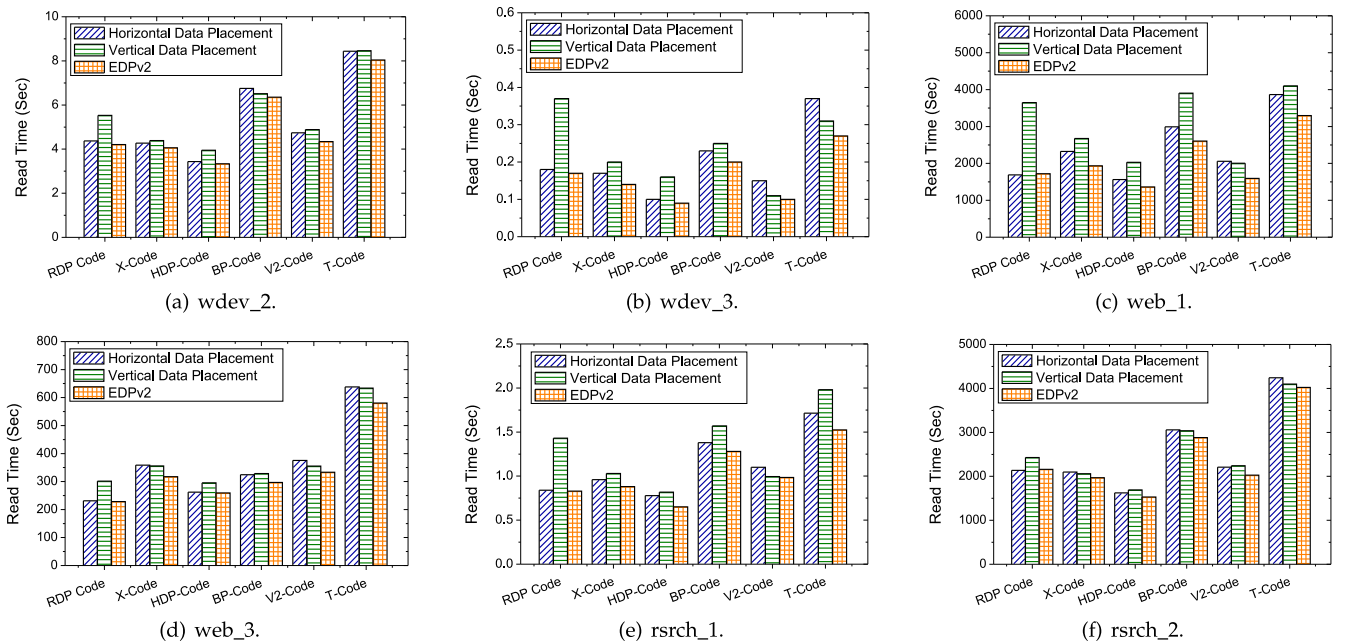 Read Time (Sec)
10
8
6
4
2
0
Horizontal Data Placement
Vertical Data Placement
EDPv2
RDP Code
X-Code
HDP-Code
BP-Code
V2-Code
T-Code
(a) wdev_2.
Read Time (Sec)
0.6
0.5
0.4
0.3
0.2
0.1
0.0
Horizontal Data Placement
Vertical Data Placement
EDPv2
RDP Code
X-Code
HDP-Code
BP-Code
V2-Code
T-Code
(b) wdev_3.
Read Time (Sec)
6000
5000
4000
3000
2000
1000
0
Horizontal Data Placement
Vertical Data Placement
EDPv2
RDP Code
X-Code
HDP-Code
BP-Code
V2-Code
T-Code
(c) web_1.
Read Time (Sec)
800
700
600
500
400
300
200
100
0
Horizontal Data Placement
Vertical Data Placement
EDPv2
RDP Code
X-Code
HDP-Code
BP-Code
V2-Code
T-Code
(d) web_3.
Read Time (Sec)
2.5
2.0
1.5
1.0
0.5
0.0
Horizontal Data Placement
Vertical Data Placement
EDPv2
RDP Code
X-Code
HDP-Code
BP-Code
V2-Code
T-Code
(e) rsrch_1.
Read Time (Sec)
5000
4000
3000
2000
1000
0
Horizontal Data Placement
Vertical Data Placement
EDPv2
RDP Code
X-Code
HDP-Code
BP-Code
V2-Code
T-Code
(f) rsrch_2.